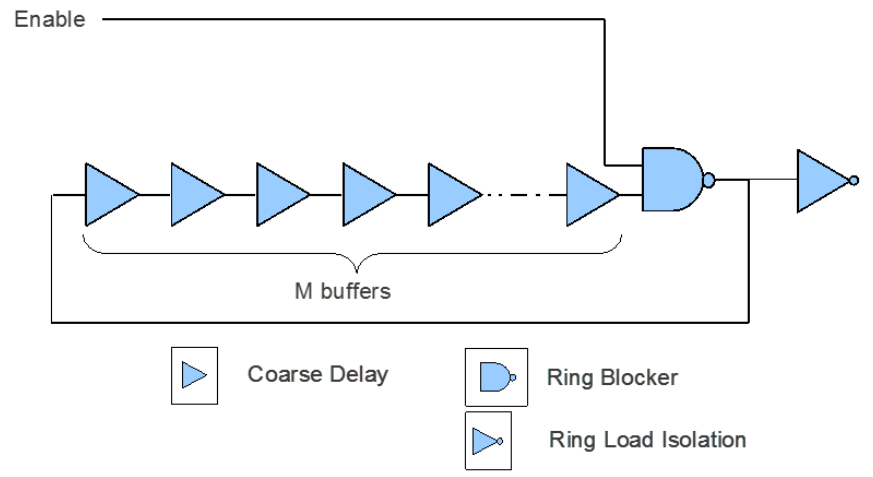 Enable
M buffers
Coarse Delay
Ring Blocker
Ring Load Isolation